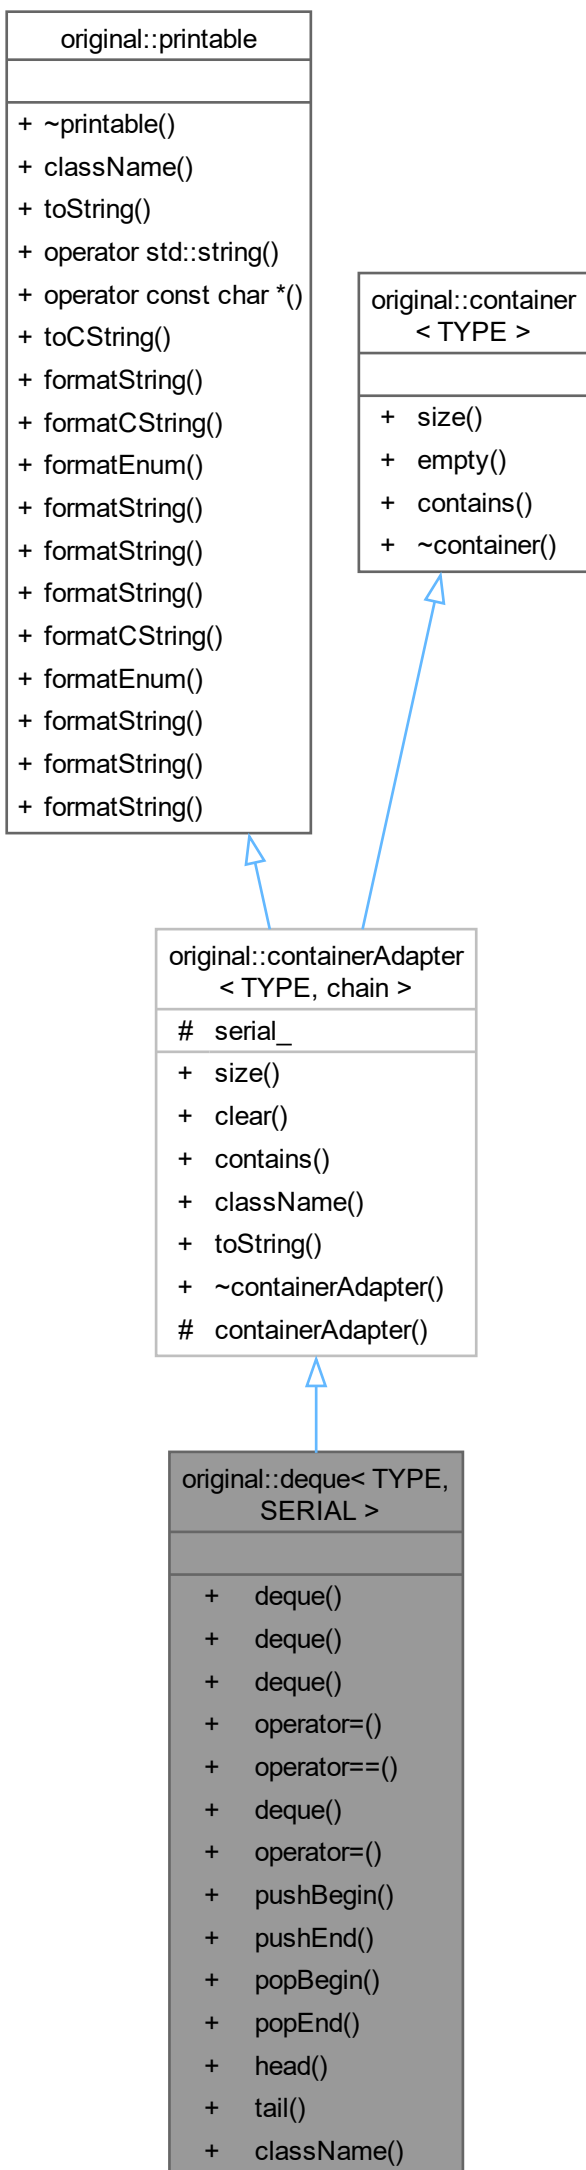 original::printable
+ ~printable()
+ className()
+ toString()
+ operator std::string()
+ operator const char *()
+ toCString()
+ formatString()
+ formatCString()
+ formatEnum()
+ formatString()
+ formatString()
+ formatString()
+ formatCString()
+ formatEnum()
+ formatString()
+ formatString()
+ formatString()
original::container
< TYPE >
+ size()
+ empty()
+ contains()
+ ~container()
original::containerAdapter
< TYPE, chain >
# serial_
+ size()
+ clear()
+ contains()
+ className()
+ toString()
+ ~containerAdapter()
# containerAdapter()
original::deque< TYPE,
SERIAL >
+ deque()
+ deque()
+ deque()
+ operator=()
+ operator==()
+ deque()
+ operator=()
+ pushBegin()
+ pushEnd()
+ popBegin()
+ popEnd()
+ head()
+ tail()
+ className()